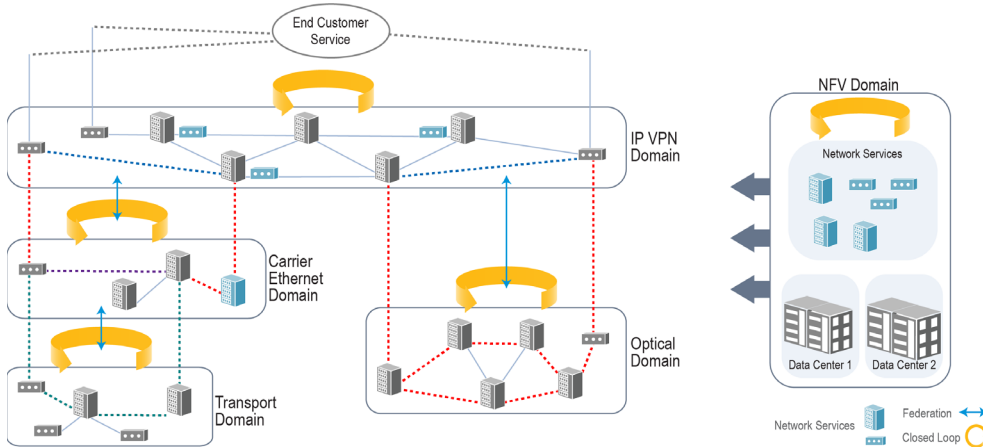 End Customer
Service
IP VPN
Domain
Carrier
Ethernet
Domain
Optical
Domain
Transport
Domain
NFV Domain
Network Services
Data Center 1
Data Center 2
Network Services
Federation
Closed Loop